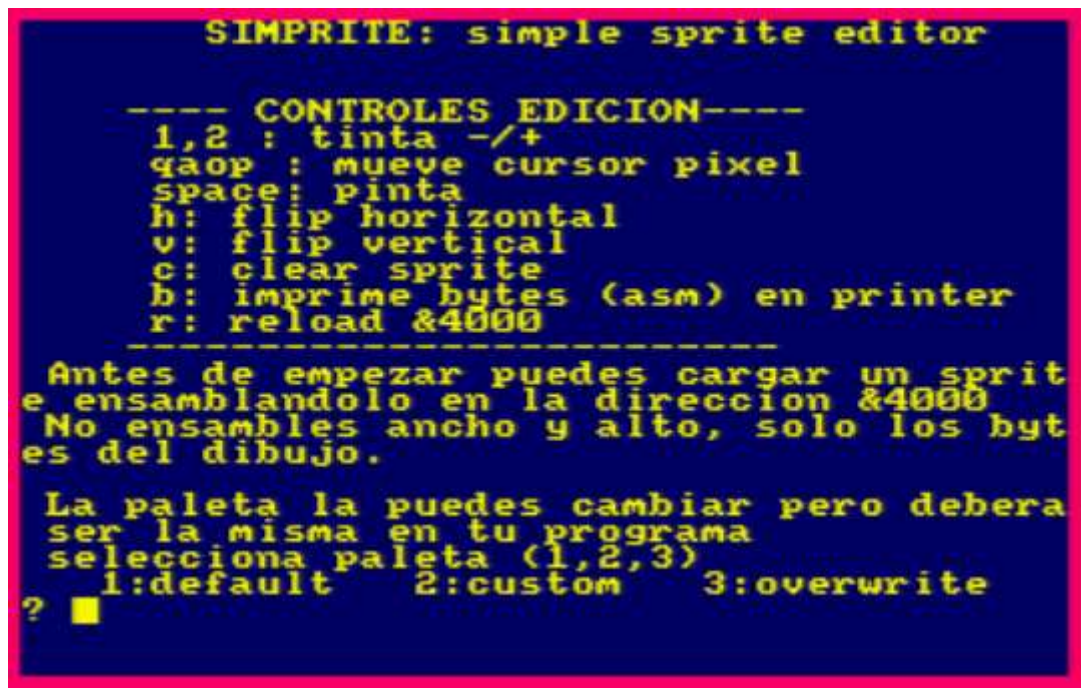 SIMPRITE: simple sprite editor
---- CONTROLES EDICION----
1,2 : tinta -/+
qaop : mueve cursor pixel
space: pinta
h: flip horizontal
v: flip vertical
c: clear sprite
b: imprime bytes (asm) en printer
r: reload &4000
-------------------------
Antes de empezar puedes cargar un sprit
e ensamblandolo en la direccion &4000
No ensambles ancho y alto, solo los byt
es del dibujo.
La paleta la puedes cambiar pero debera
ser la misma en tu programa
selecciona paleta (1,2,3)
1:default 2:custom 3:overwrite
?